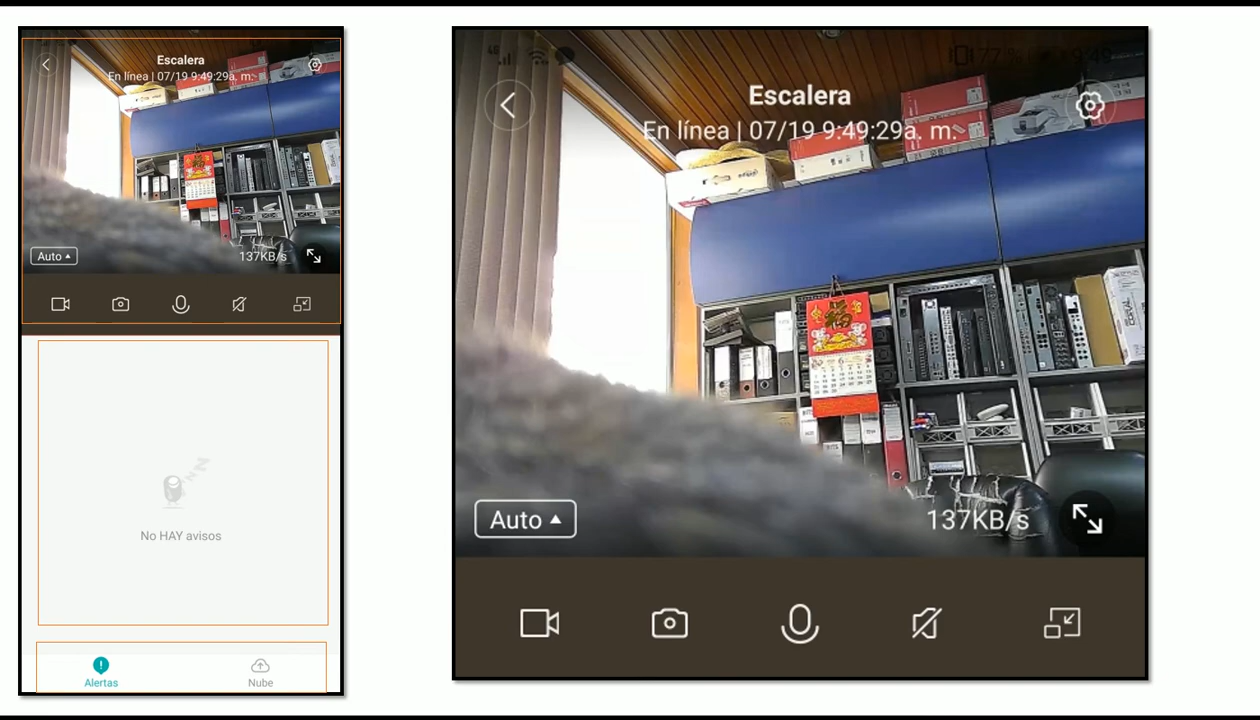 Escalera
En línea | 07/19 9:49:29a. m.
Auto
137KB/s
No HAY avisos
Alertas
Nube
Escalera
En línea | 07/19 9:49:29a. m.
福
Auto
137KB/s